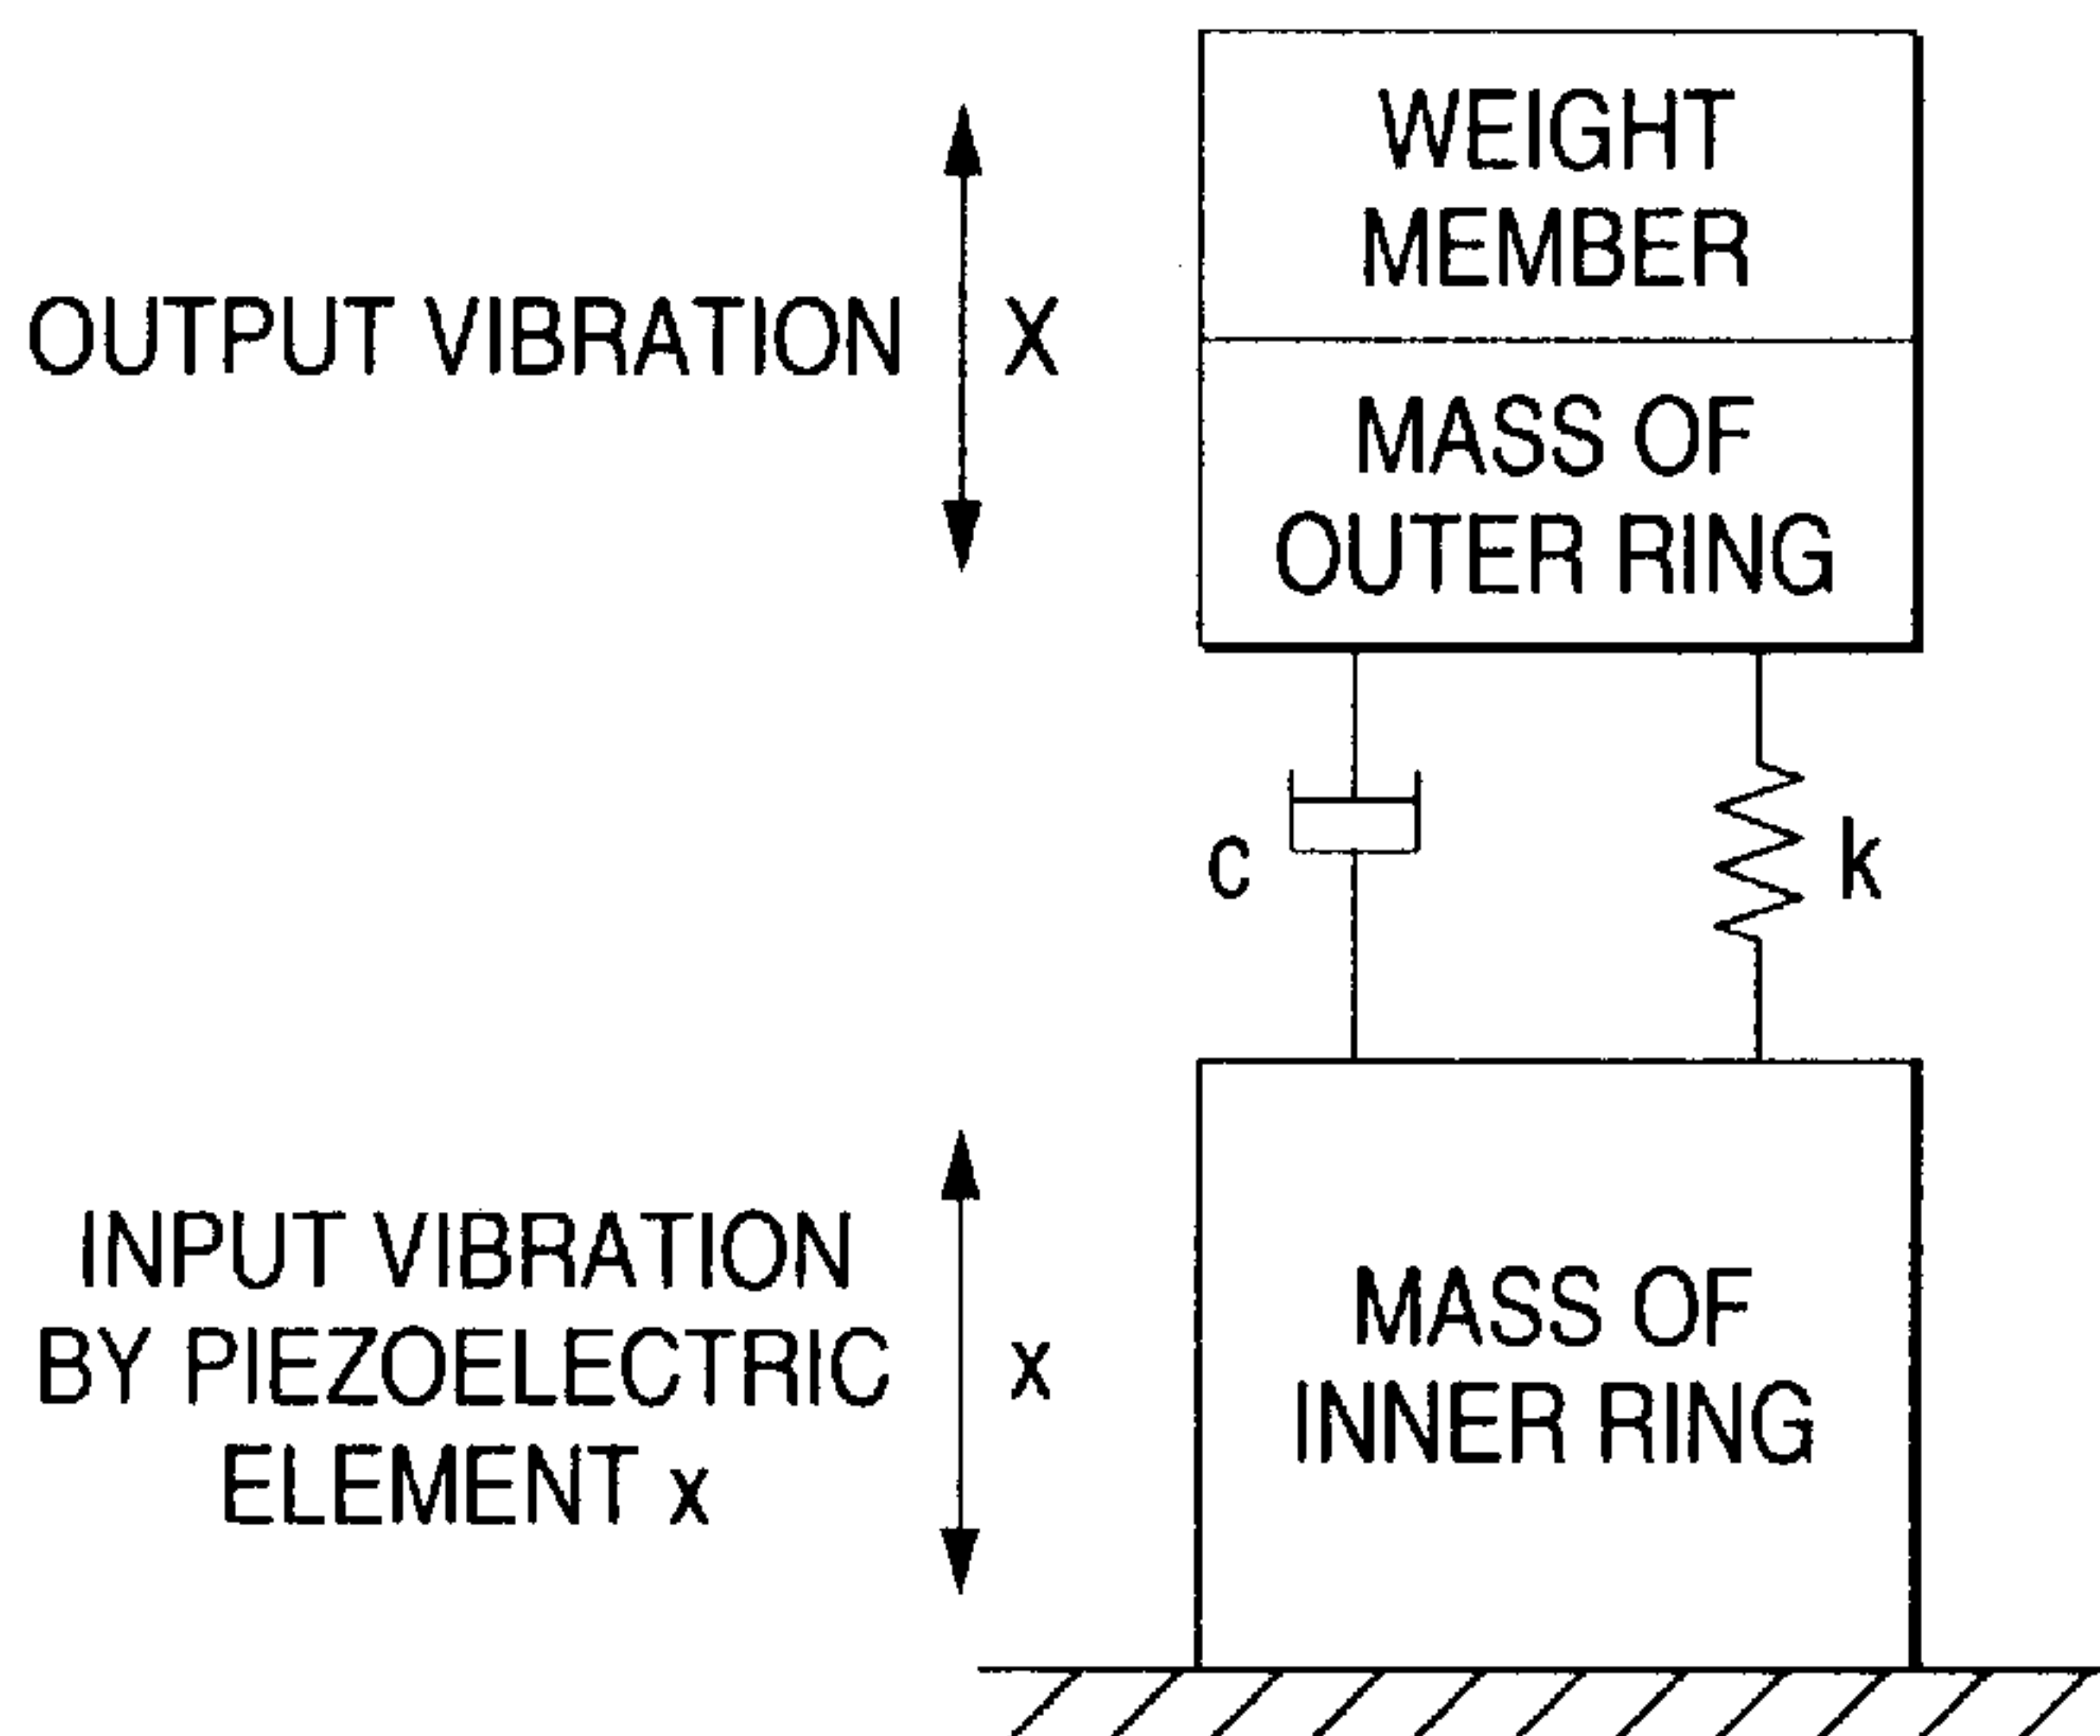 WEIGHT
MEMBER
OUTPUT VIBRATION X
MASS OF
OUTER RING
c
k
INPUT VIBRATION
BY PIEZOELECTRIC
ELEMENT x
x
MASS OF
INNER RING